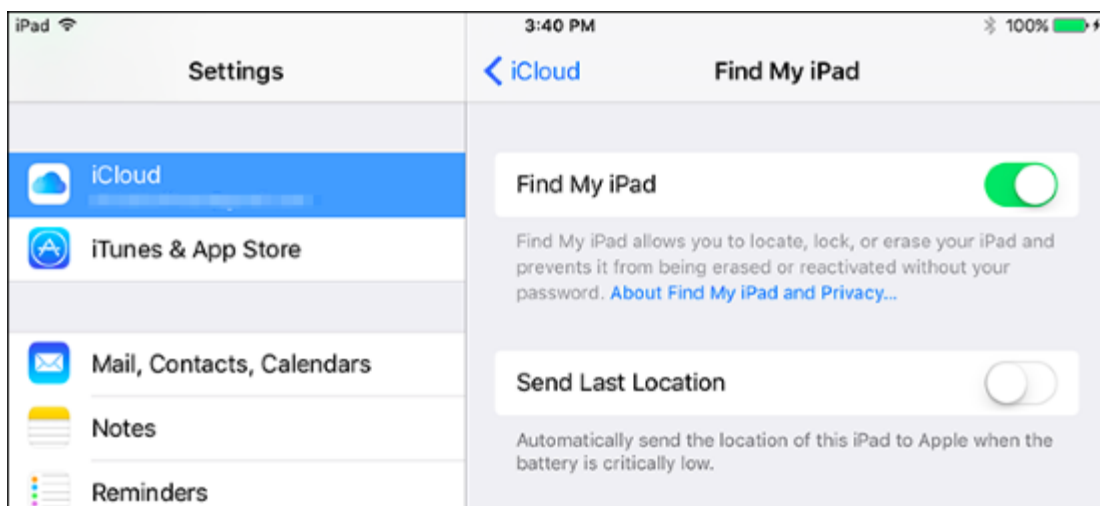 iPad 3:40 PM 100%
Settings
iCloud Find My iPad
iCloud
iTunes & App Store
Mail, Contacts, Calendars
Notes
Reminders
Find My iPad
Find My iPad allows you to locate, lock, or erase your iPad and
prevents it from being erased or reactivated without your
password. About Find My iPad and Privacy...
Send Last Location
Automatically send the location of this iPad to Apple when the
battery is critically low.